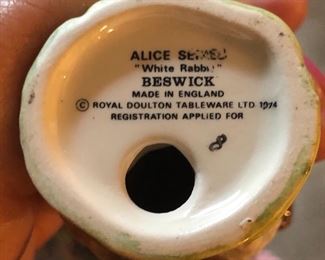 ALICE SERIES
"White Rabbit"
BESWICK
MADE IN ENGLAND
© ROYAL DOULTON TABLEWARE LTD 1974
REGISTRATION APPLIED FOR
8